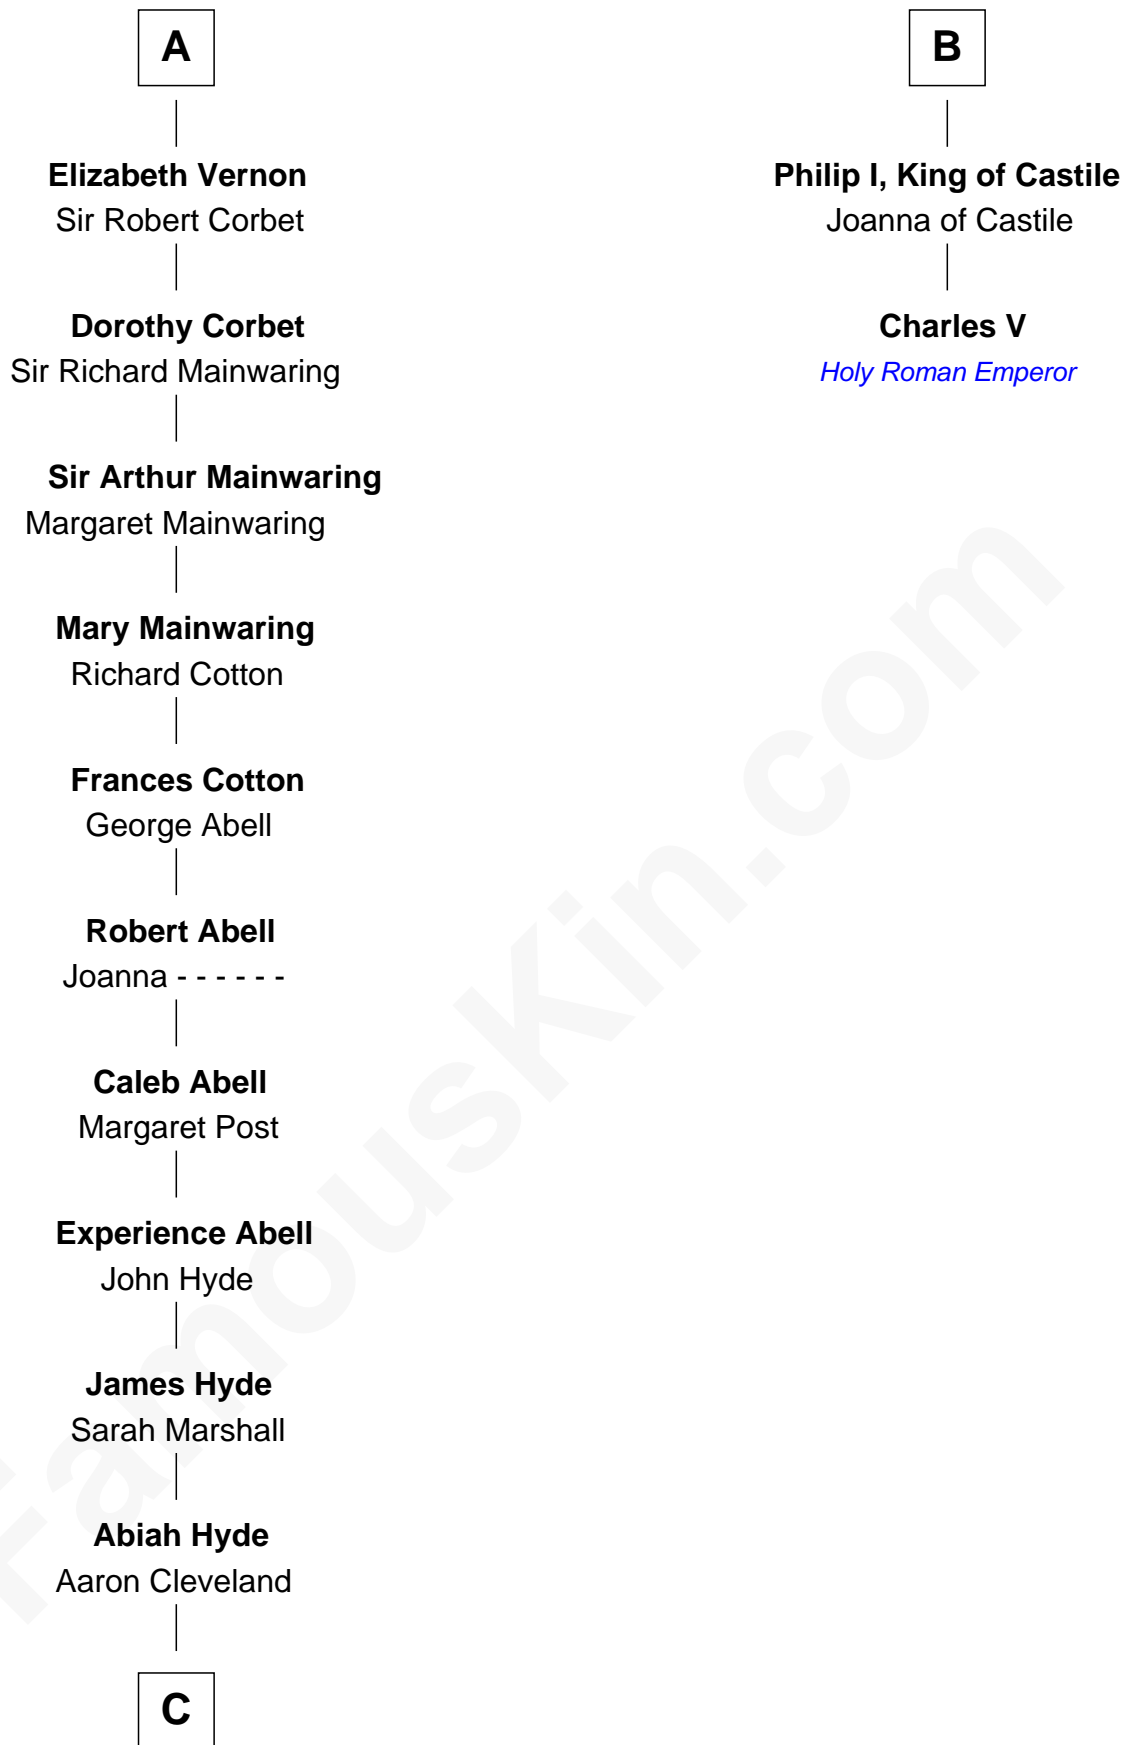 A
Elizabeth Vernon
Sir Robert Corbet
Dorothy Corbet
Sir Richard Mainwaring
Sir Arthur Mainwaring
Margaret Mainwaring
Mary Mainwaring
Richard Cotton
Frances Cotton
George Abell
Robert Abell
Joanna - - - - - -
Caleb Abell
Margaret Post
Experience Abell
John Hyde
James Hyde
Sarah Marshall
Abiah Hyde
Aaron Cleveland
C
B
Philip I, King of Castile
Joanna of Castile
Charles V
Holy Roman Emperor
FamousKin.com